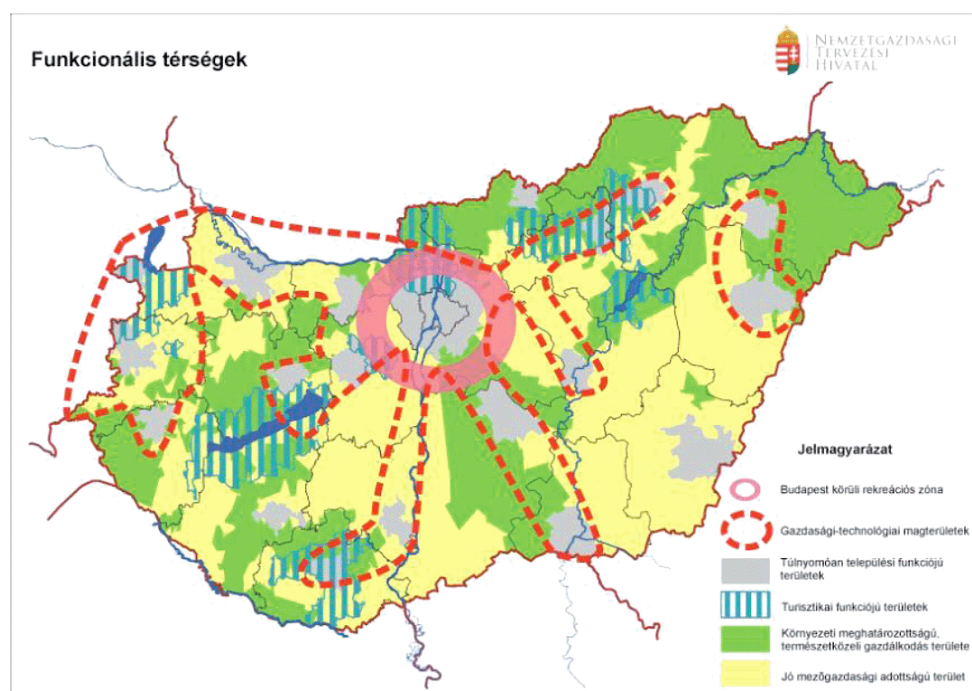 Funkcionális térségek
NEMZETGAZDASÁGI
TERVEZÉSI
HIVATAL
Jelmagyarázat
Budapest körüli rekreációs zóna
Gazdasági-technológiai magterületek
Túlnyomóan települési funkciójú
területek
Turisztikai funkciójú területek
Környezeti meghatározottságú,
természetközeli gazdálkodás területe
Jó mezőgazdasági adottságú terület